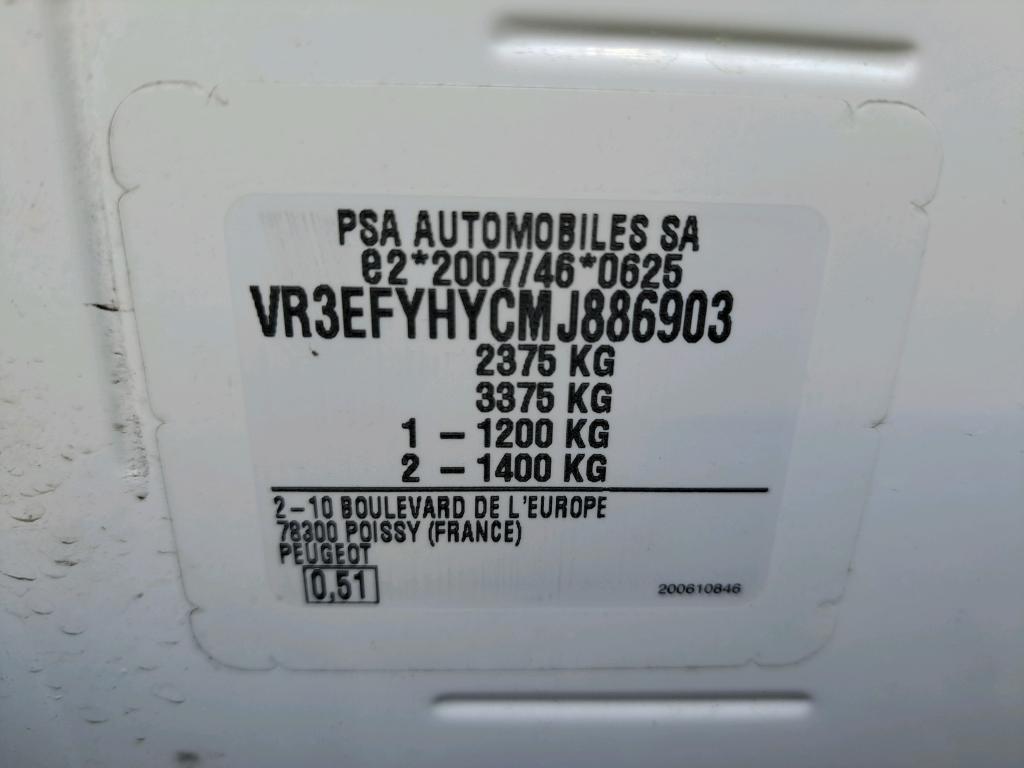 PSA AUTOMOBILES SA
e2*2007/46*0625
VR3EFYHYCMJ886903
2375 KG
3375 KG
1 - 1200 KG
2 - 1400 KG
2-10 BOULEVARD DE L'EUROPE
78300 POISSY (FRANCE)
PEUGEOT
0,51
200610846